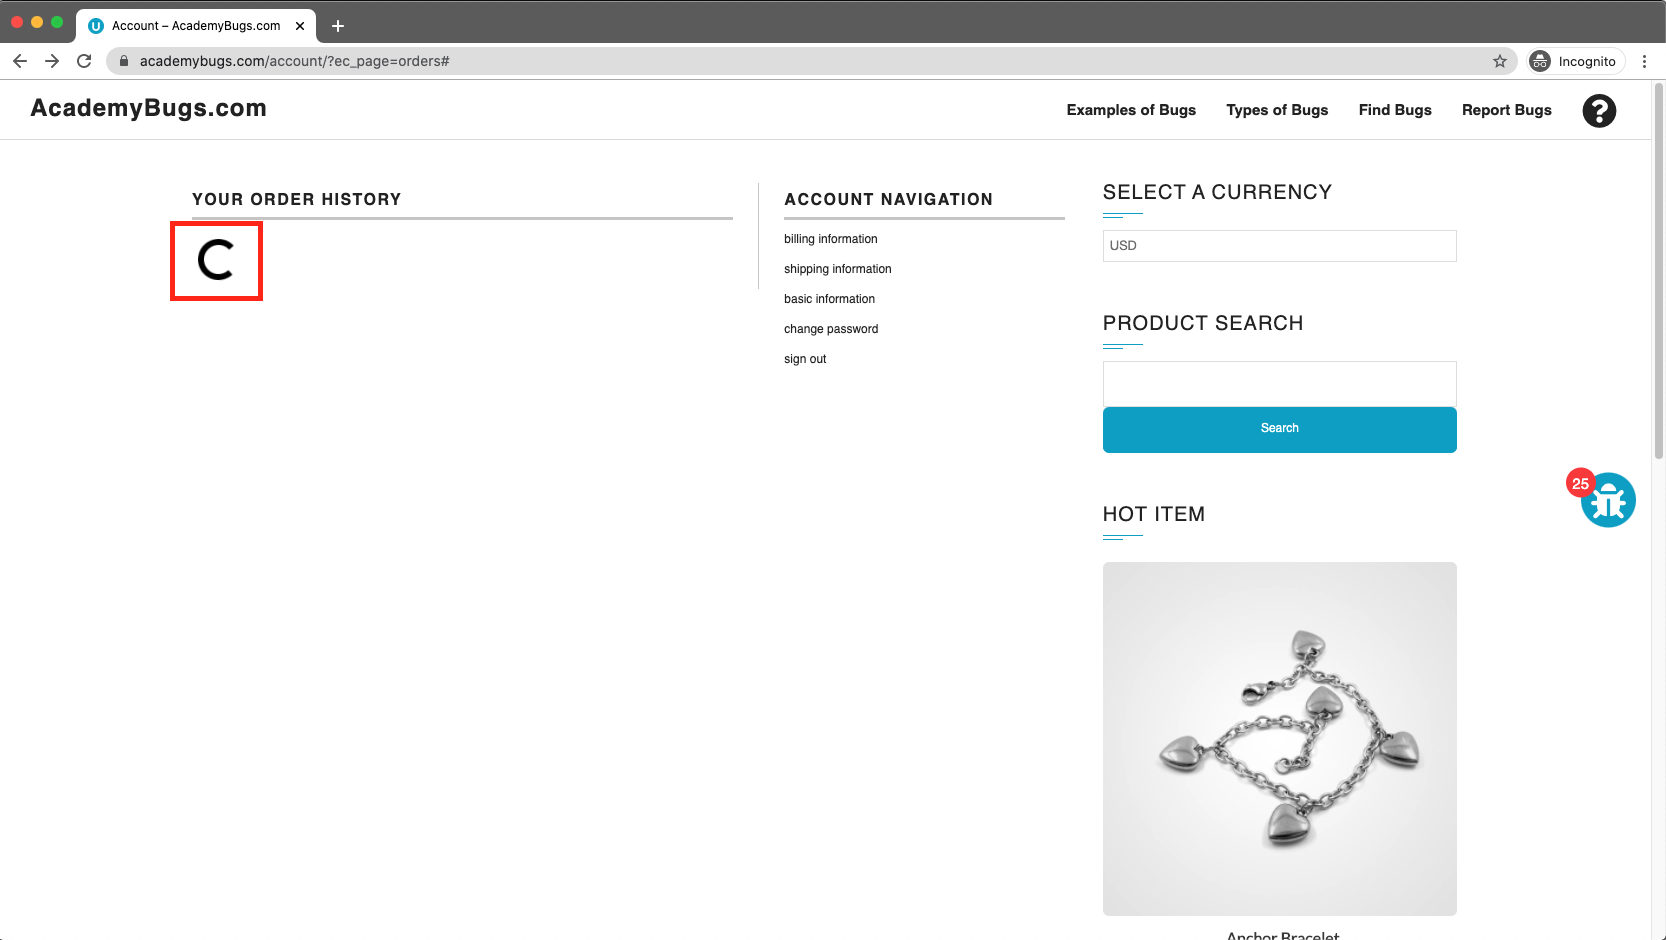 Account – AcademyBugs.com
academybugs.com/account/?ec_page=orders#
Incognito
AcademyBugs.com
Examples of Bugs
Types of Bugs
Find Bugs
Report Bugs
?
YOUR ORDER HISTORY
ACCOUNT NAVIGATION
billing information
shipping information
basic information
change password
sign out
SELECT A CURRENCY
USD
PRODUCT SEARCH
Search
25
HOT ITEM
Anchor Bracelet